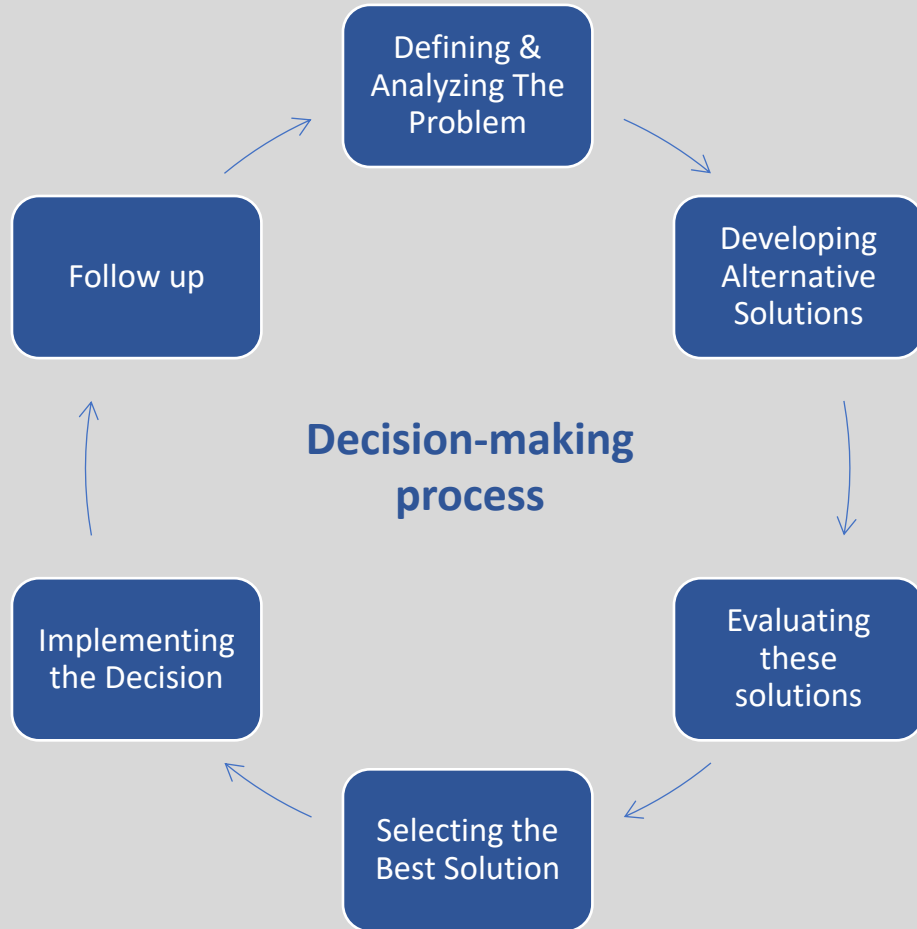 Defining &
Analyzing The
Problem
Developing
Alternative
Solutions
Evaluating
these
solutions
Selecting the
Best Solution
Implementing
the Decision
Follow up
Decision-making
process